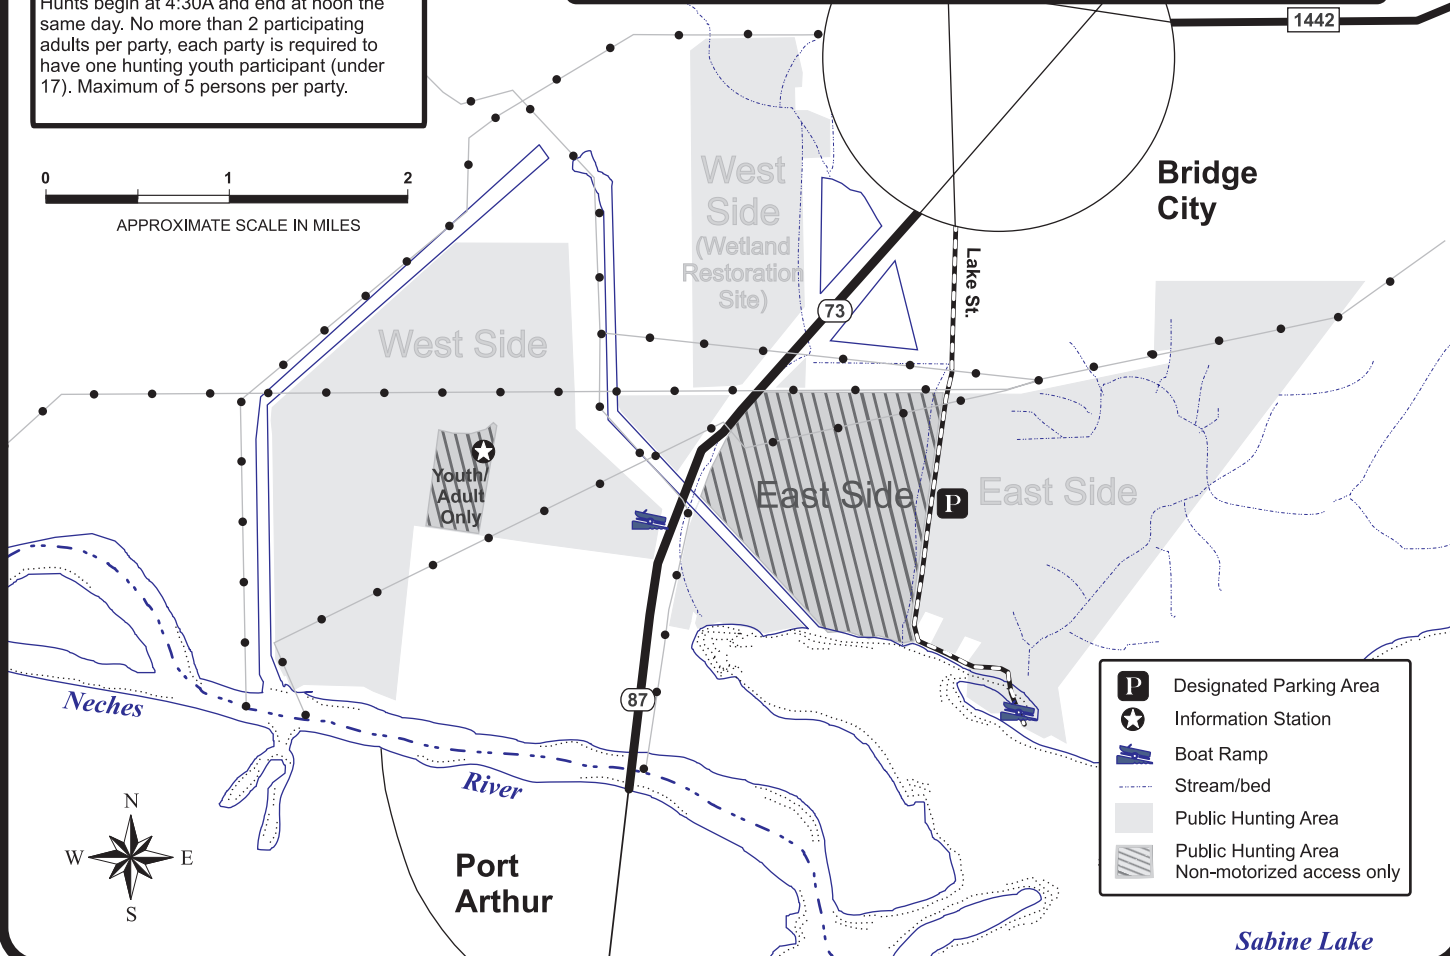 Hunts begin at 4:30A and end at noon the
same day. No more than 2 participating
adults per party, each party is required to
have one hunting youth participant (under
17). Maximum of 5 persons per party.
1442
0 1 2
APPROXIMATE SCALE IN MILES
Bridge
City
West
Side
(Wetland
Restoration
Site)
Lake St.
73
West Side
Youth/
Adult
Only
East Side
P
East Side
87
Neches
River
N
W E
S
Port
Arthur
P Designated Parking Area
Information Station
Boat Ramp
Stream/bed
Public Hunting Area
Public Hunting Area
Non-motorized access only
Sabine Lake